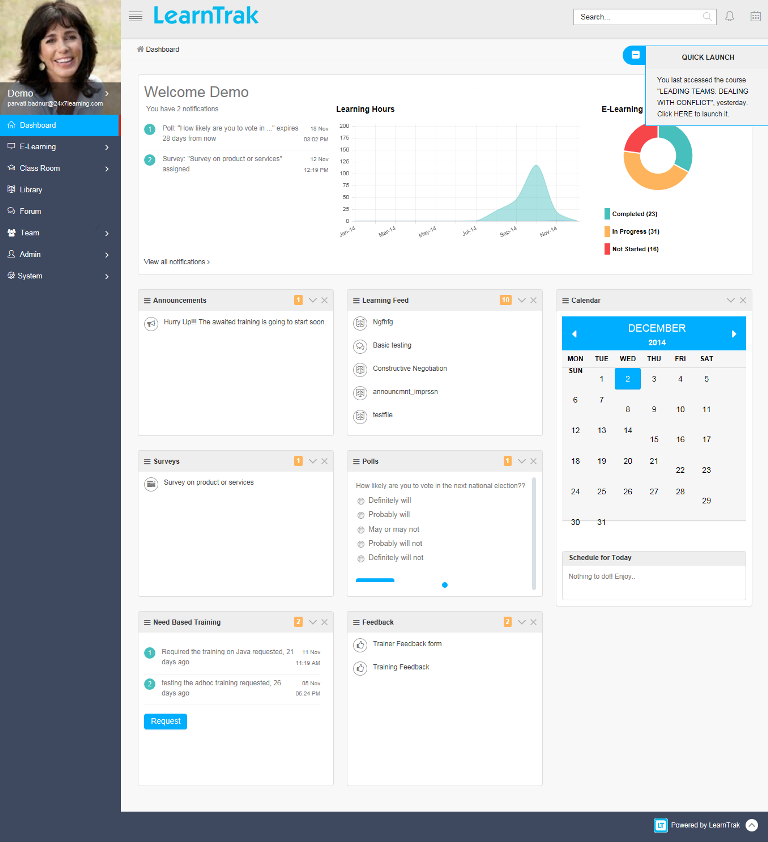 LearnTrak
Search...
Demo
parvati.badnur@24x7learning.com
Dashboard
E-Learning
Class Room
Library
Forum
Team
Admin
System
Dashboard
QUICK LAUNCH
You last accessed the course
"LEADING TEAMS: DEALING
WITH CONFLICT", yesterday.
Click HERE to launch it.
Welcome Demo
You have 2 notifications
1 Poll, "How likely are you to vote in...." expires 18 Nov
28 days from now 03:02 PM
2 Survey: "Survey on product or services" 12 Nov
assigned 12:19 PM
View all notifications >
Learning Hours
200
175
150
125
100
75
50
25
0
Jan-14 Mar-14 May-14 Jul-14 Sep-14 Nov-14
E-Learning
Completed (23)
In Progress (31)
Not Started (16)
Announcements 1
Hurry Up!!! The awaited training is going to start soon
Learning Feed 10
Ngfhfg
Basic testing
Constructive Negotiation
announcmnt_imprssn
testfile
Calendar
DECEMBER
2014
MON TUE WED THU FRI SAT
SUN
1 2 3 4 5
6 7
8 9 10 11
12 13 14
15 16 17
18 19 20 21
22 23
24 25 26 27 28
29
30 31
Schedule for Today
Nothing to do!! Enjoy..
Surveys 1
Survey on product or services
Polls 1
How likely are you to vote in the next national election??
Definitely will
Probably will
May or may not
Probably will not
Definitely will not
Need Based Training 2
1 Required the training on Java requested, 21 11 Nov
days ago 11:19 AM
2 testing the adhoc training requested, 26 05 Nov
days ago 06:24 PM
Request
Feedback 2
Trainer Feedback form
Training Feedback
LT Powered by LearnTrak